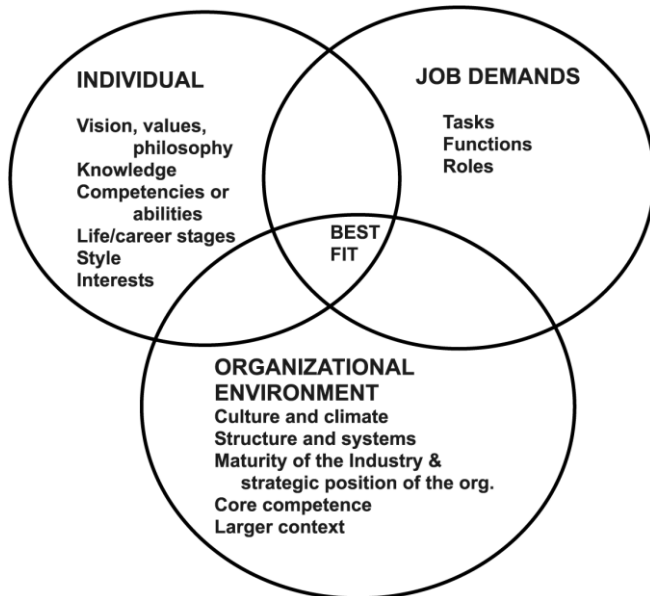 INDIVIDUAL
Vision, values,
philosophy
Knowledge
Competencies or
abilities
Life/career stages
Style
Interests
JOB DEMANDS
Tasks
Functions
Roles
BEST
FIT
ORGANIZATIONAL
ENVIRONMENT
Culture and climate
Structure and systems
Maturity of the Industry &
strategic position of the org.
Core competence
Larger context